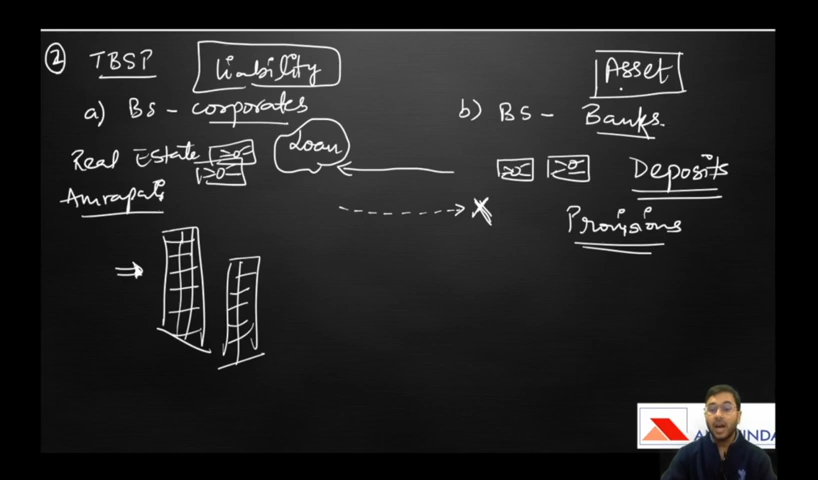 2 TBSP Liability Asset
a) BS - corporates b) BS - Banks.
Real Estate Loan Deposits
Amrapali
Provisions